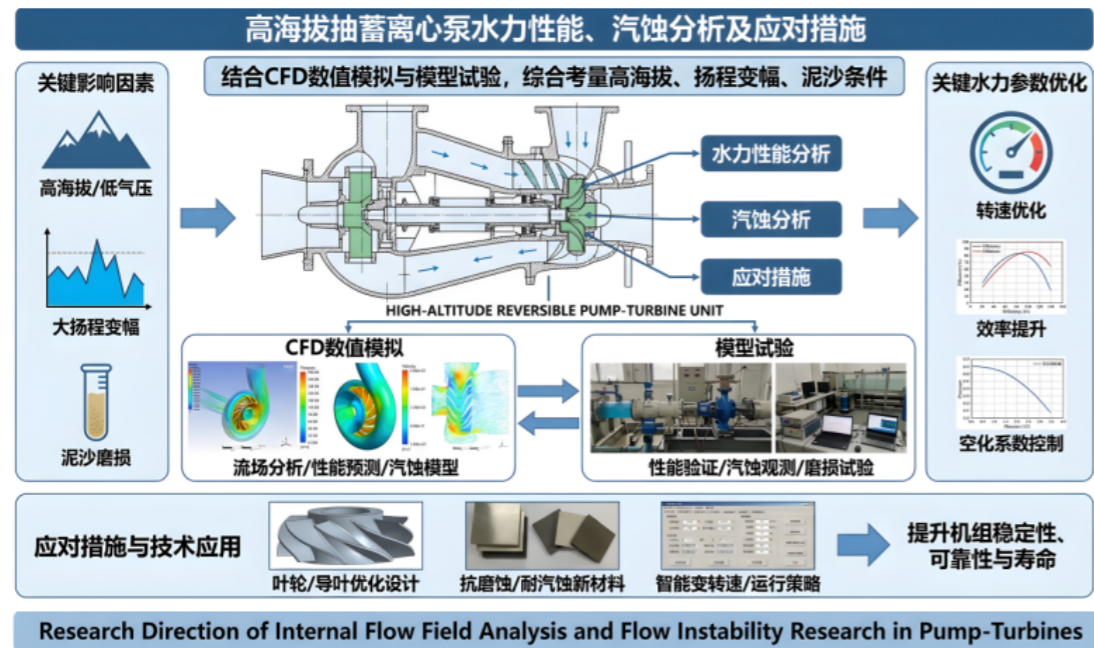 高海拔抽蓄离心泵水力性能、汽蚀分析及应对措施
关键影响因素
高海拔/低气压
大扬程变幅
泥沙磨损
结合CFD数值模拟与模型试验，综合考量高海拔、扬程变幅、泥沙条件
水力性能分析
汽蚀分析
应对措施
HIGH-ALTITUDE REVERSIBLE PUMP-TURBINE UNIT
CFD数值模拟
流场分析/性能预测/汽蚀模型
模型试验
性能验证/汽蚀观测/磨损试验
关键水力参数优化
转速优化
效率提升
空化系数控制
应对措施与技术应用
叶轮/导叶优化设计
抗磨蚀/耐汽蚀新材料
智能变转速/运行策略
提升机组稳定性、
可靠性与寿命
Research Direction of Internal Flow Field Analysis and Flow Instability Research in Pump-Turbines